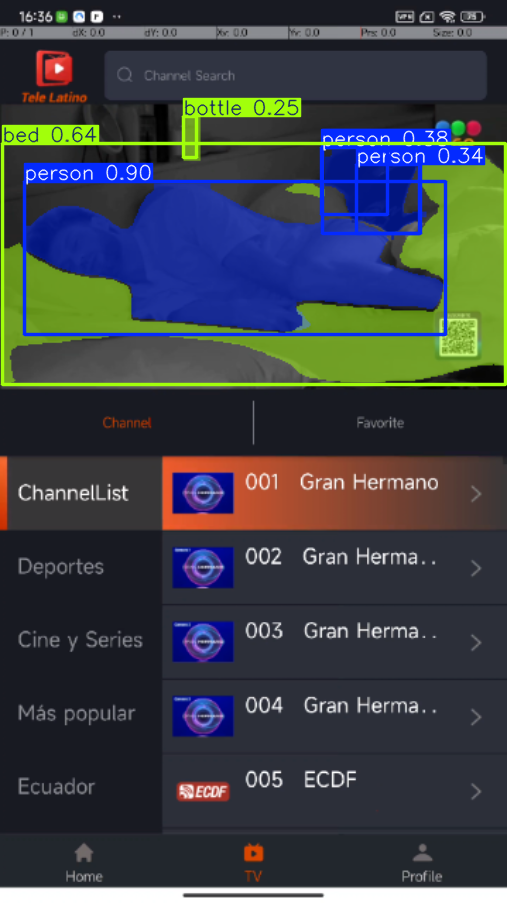 16:36
VPN
75
P: 0 / 1 dX: 0.0 dY: 0.0 Xv: 0.0 Yv: 0.0 Prs: 0.0 Size: 0.0
Tele Latino
Channel Search
bottle 0.25
bed 0.64
person 0.38
person 0.34
person 0.90
Channel
Favorite
ChannelList
001 Gran Hermano
Deportes
002 Gran Herma..
Cine y Series
003 Gran Herma..
Más popular
004 Gran Herma..
Ecuador
ECDF
005 ECDF
Home
TV
Profile